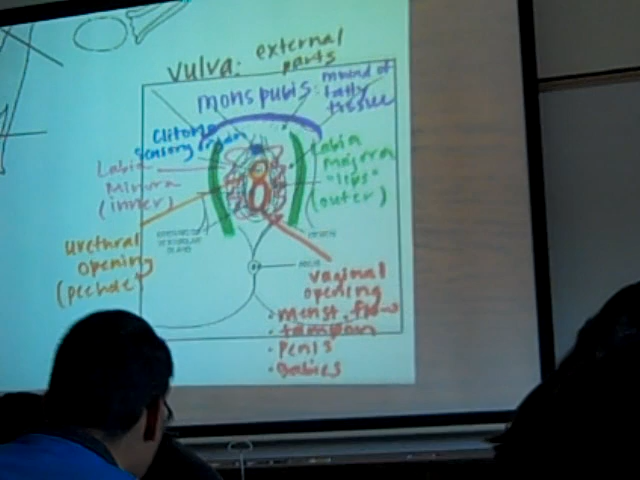 vulva: external
parts
mons pubis: mound of
fatty
tissue
Clitoris
sensory organ
Labia
Minora
(inner)
Labia
Majora
"lips"
(outer)
urethral
opening
(peehole)
vaginal
opening
• menst. flow
• tampon
• penis
• babies